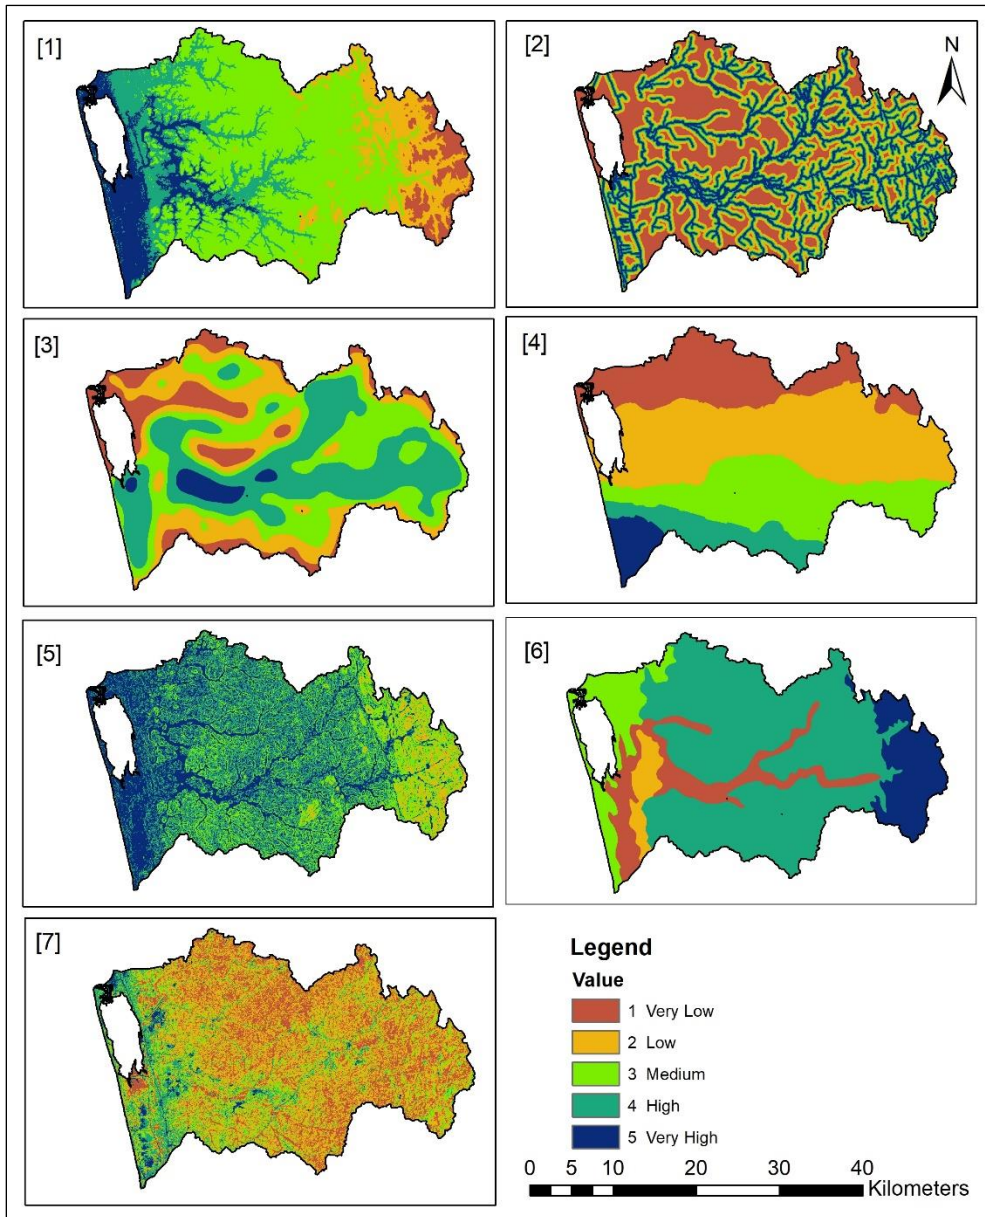 [1]
[2]
N
[3]
[4]
[5]
[6]
[7]
Legend
Value
1 Very Low
2 Low
3 Medium
4 High
5 Very High
0 5 10 20 30 40
Kilometers